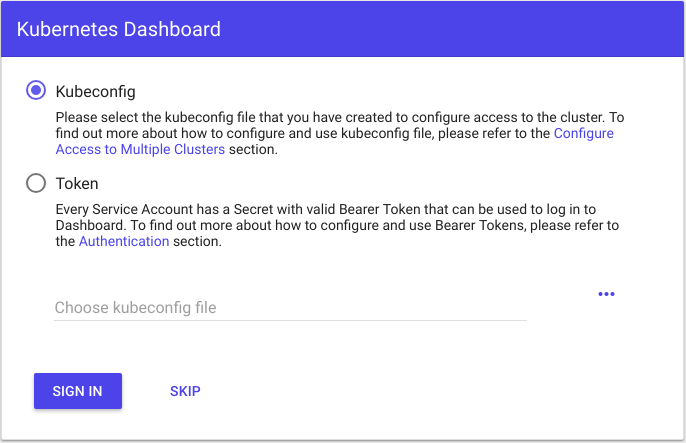 Kubernetes Dashboard
Kubeconfig
Please select the kubeconfig file that you have created to configure access to the cluster. To
find out more about how to configure and use kubeconfig file, please refer to the Configure
Access to Multiple Clusters section.
Token
Every Service Account has a Secret with valid Bearer Token that can be used to log in to
Dashboard. To find out more about how to configure and use Bearer Tokens, please refer to
the Authentication section.
Choose kubeconfig file
SIGN IN SKIP